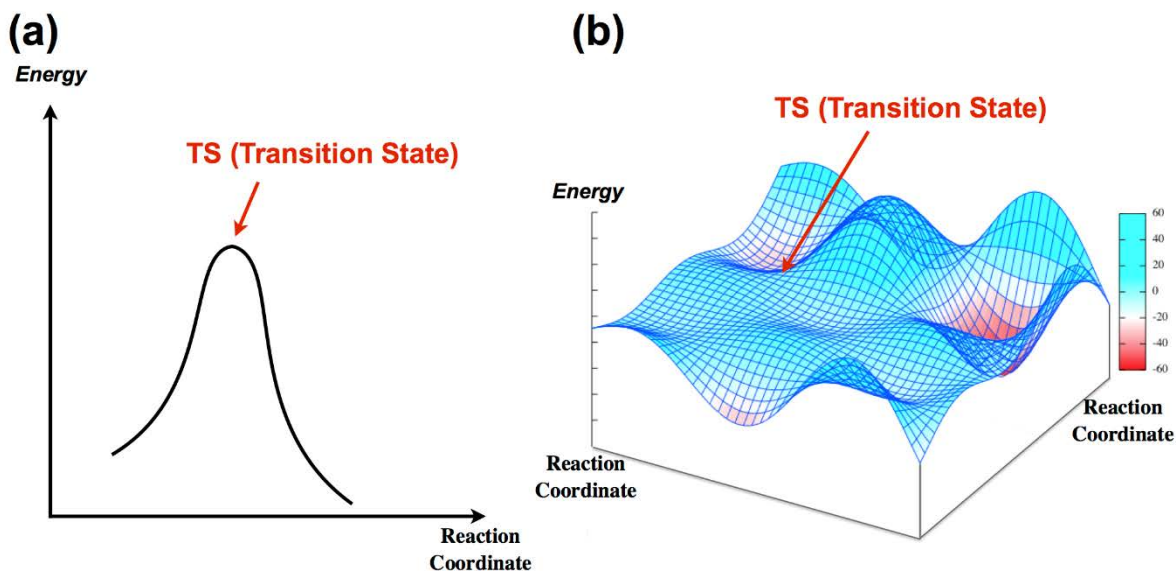 (a)
Energy
TS (Transition State)
Reaction
Coordinate
(b)
TS (Transition State)
Energy
60
40
20
0
-20
-40
-60
Reaction
Coordinate
Reaction
Coordinate